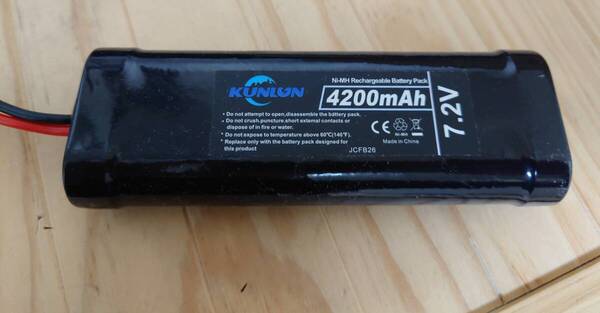 KUNLUN
Ni-MH Rechargeable Battery Pack
4200mAh
7.2V
• Do not attempt to open,disassemble the battery pack.
• Do not crush,puncture,short external contacts or
dispose of in fire or water.
• Do not expose to temperature above 60℃(140℉).
• Replace only with the battery pack designed for
this product
CE
Ni-MH
Made in China
JCFB26